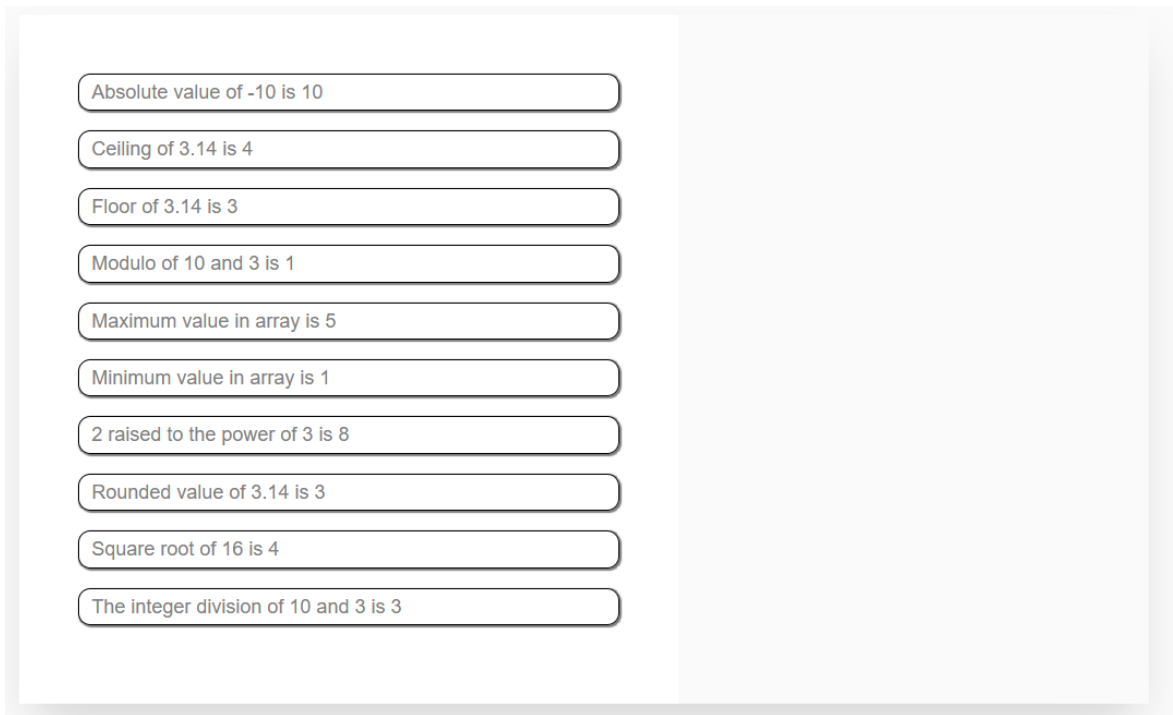 Absolute value of -10 is 10
Ceiling of 3.14 is 4
Floor of 3.14 is 3
Modulo of 10 and 3 is 1
Maximum value in array is 5
Minimum value in array is 1
2 raised to the power of 3 is 8
Rounded value of 3.14 is 3
Square root of 16 is 4
The integer division of 10 and 3 is 3